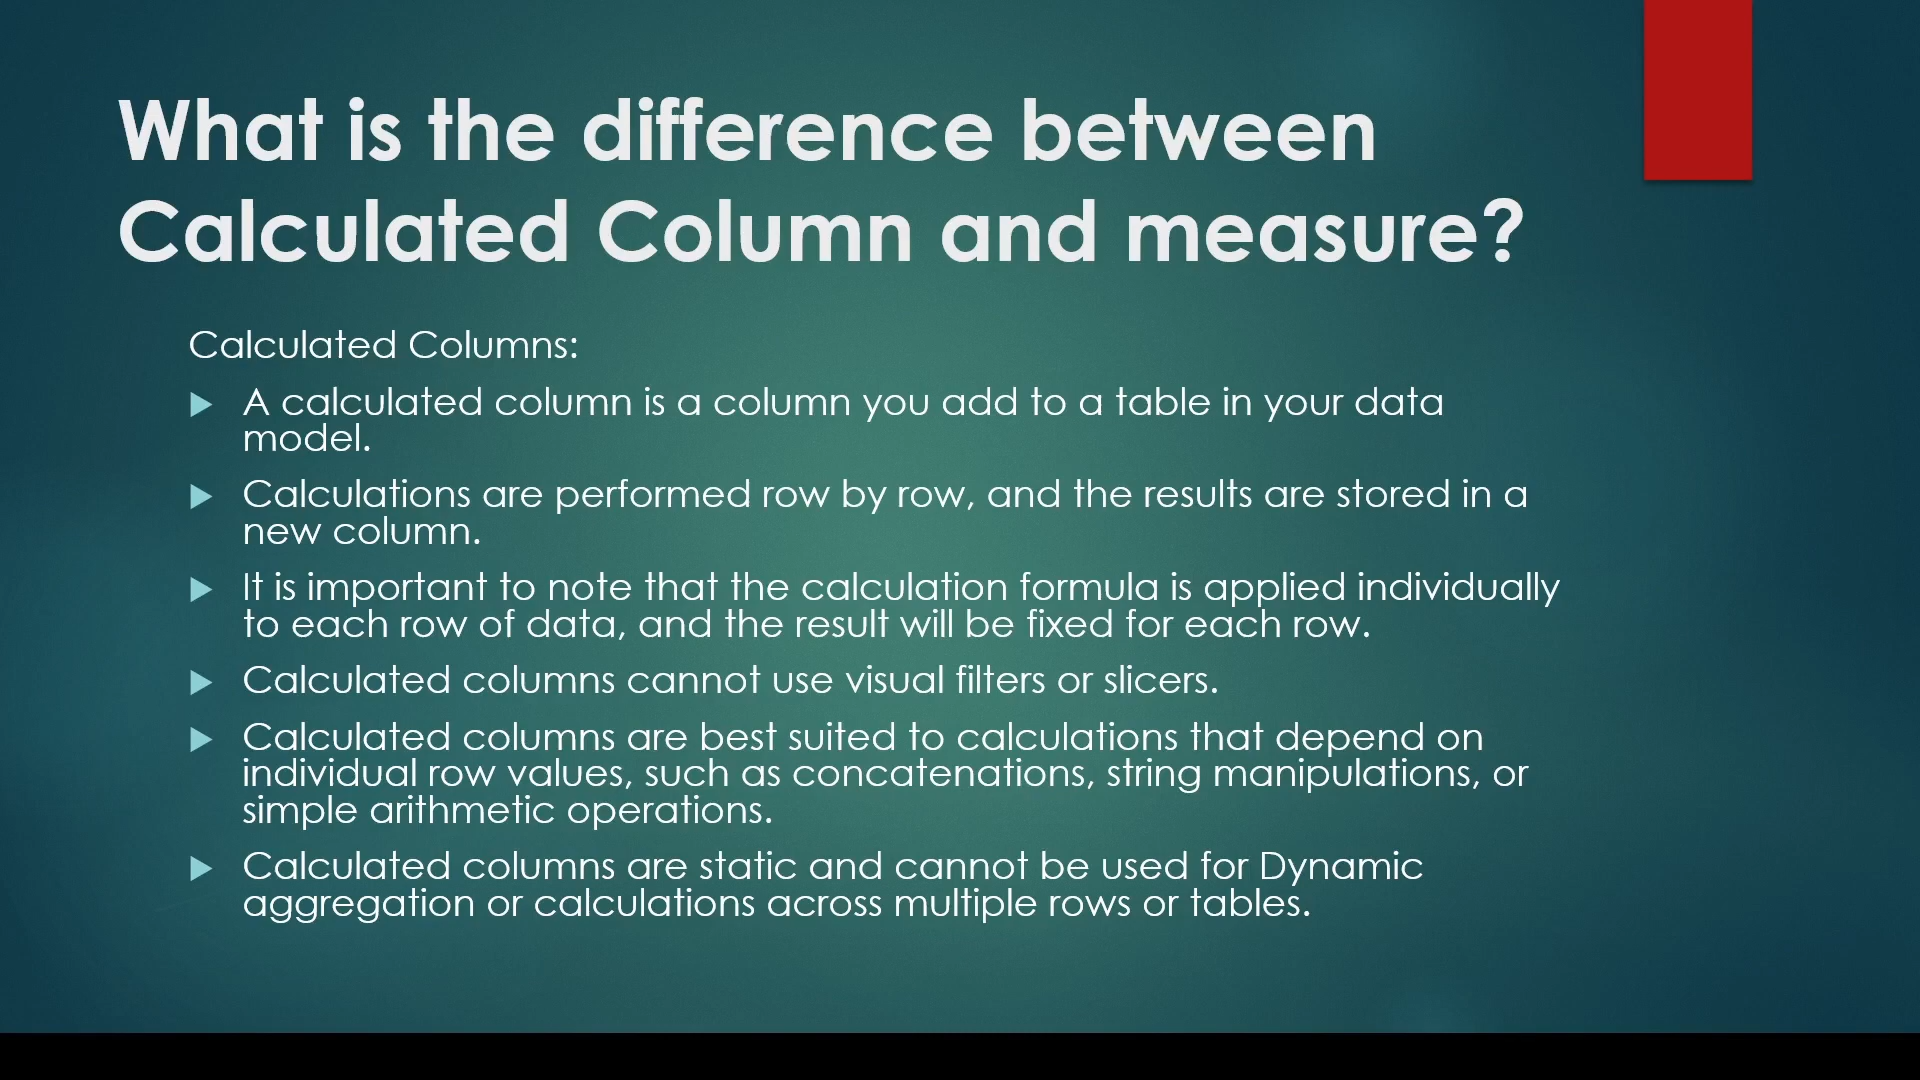 What is the difference between
Calculated Column and measure?
Calculated Columns:
A calculated column is a column you add to a table in your data
model.
Calculations are performed row by row, and the results are stored in a
new column.
It is important to note that the calculation formula is applied individually
to each row of data, and the result will be fixed for each row.
Calculated columns cannot use visual filters or slicers.
Calculated columns are best suited to calculations that depend on
individual row values, such as concatenations, string manipulations, or
simple arithmetic operations.
Calculated columns are static and cannot be used for Dynamic
aggregation or calculations across multiple rows or tables.